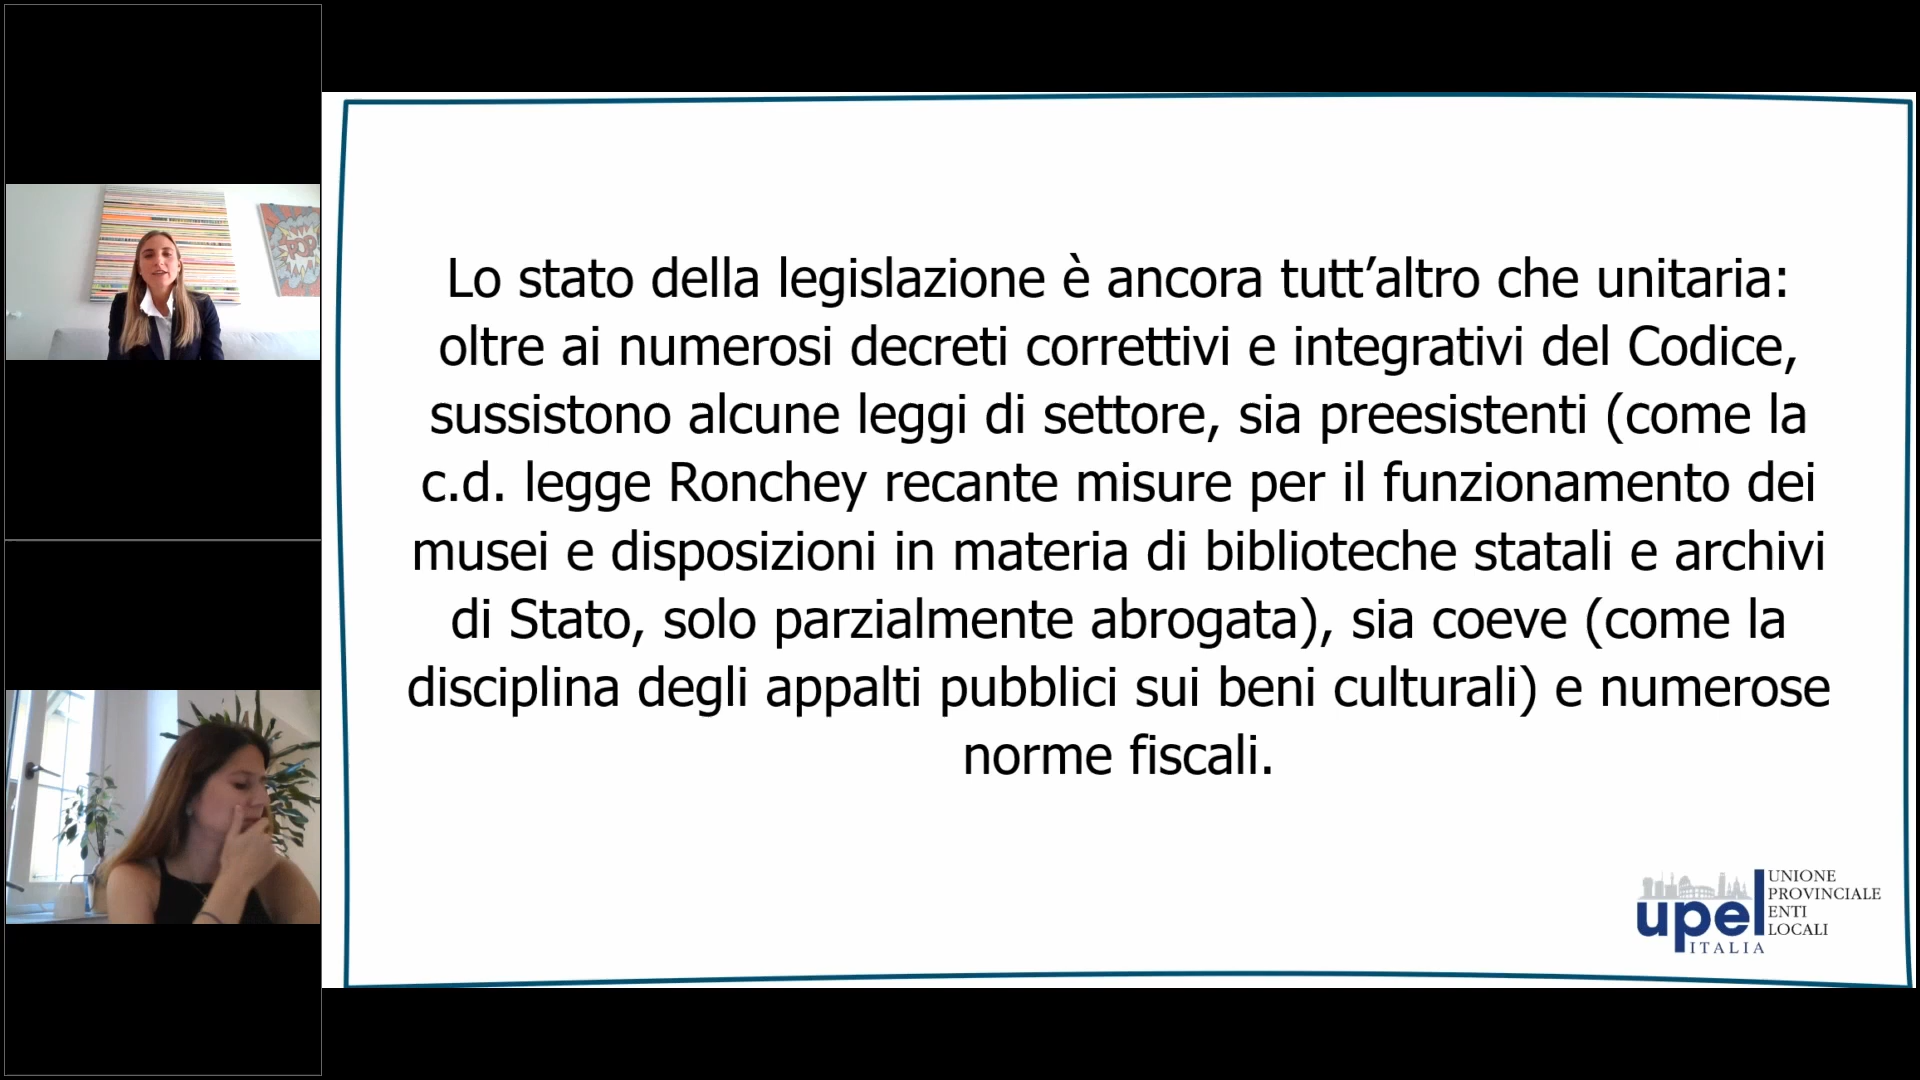 POP
Lo stato della legislazione è ancora tutt’altro che unitaria:
oltre ai numerosi decreti correttivi e integrativi del Codice,
sussistono alcune leggi di settore, sia preesistenti (come la
c.d. legge Ronchey recante misure per il funzionamento dei
musei e disposizioni in materia di biblioteche statali e archivi
di Stato, solo parzialmente abrogata), sia coeve (come la
disciplina degli appalti pubblici sui beni culturali) e numerose
norme fiscali.
upel
ITALIA
UNIONE
PROVINCIALE
ENTI
LOCALI